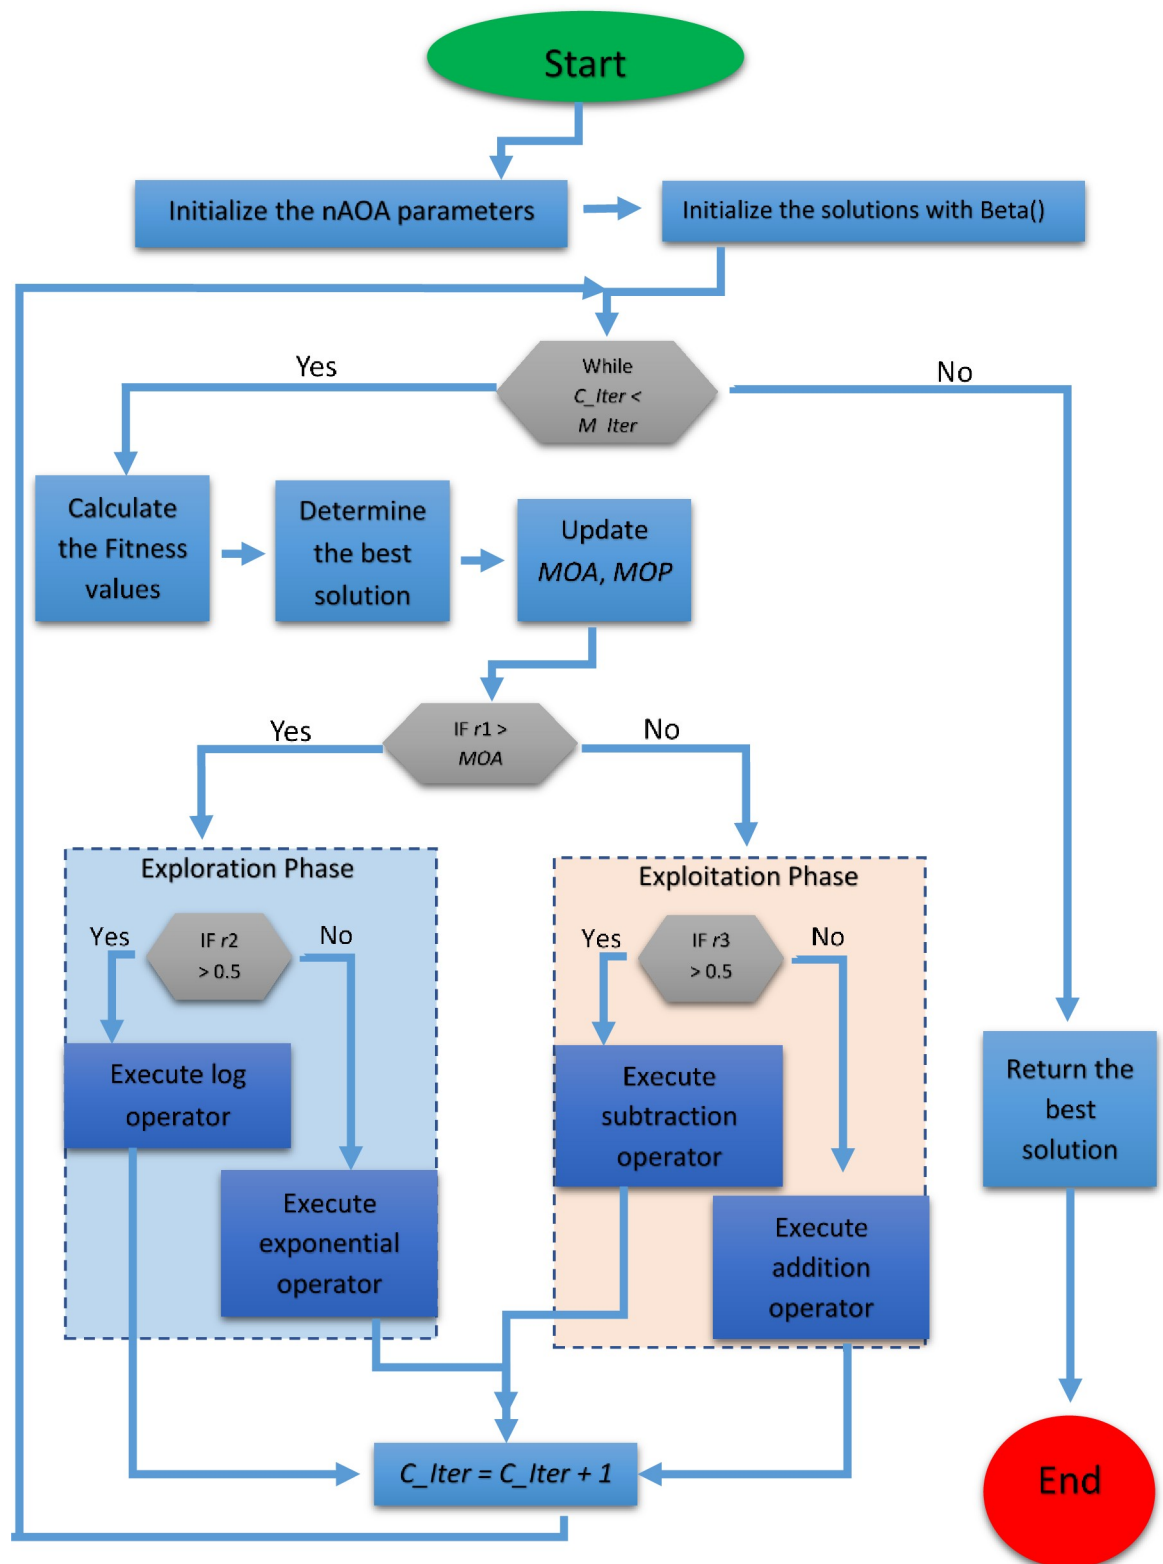 Start
Initialize the nAOA parameters
Initialize the solutions with Beta()
Yes
While
C_Iter <
M Iter
No
Calculate
the Fitness
values
Determine
the best
solution
Update
MOA, MOP
Yes
IF r1 >
MOA
No
Exploration Phase
Yes
IF r2
> 0.5
No
Execute log
operator
Execute
exponential
operator
Exploitation Phase
Yes
IF r3
> 0.5
No
Execute
subtraction
operator
Execute
addition
operator
Return the
best
solution
C_Iter = C_Iter + 1
End